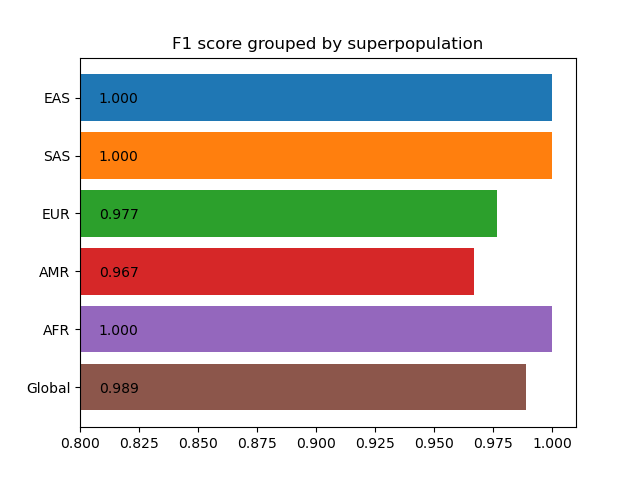 F1 score grouped by superpopulation
EAS 1.000
SAS 1.000
EUR 0.977
AMR 0.967
AFR 1.000
Global 0.989
0.800 0.825 0.850 0.875 0.900 0.925 0.950 0.975 1.000